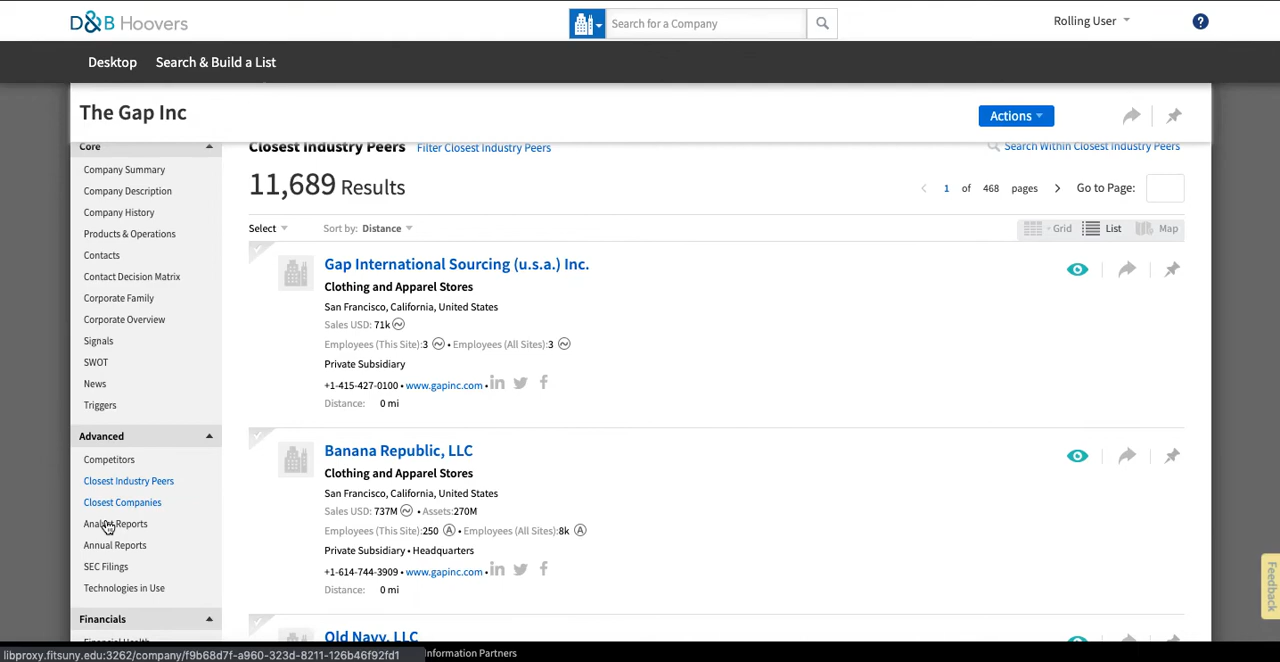 D&B Hoovers
Search for a Company
Rolling User
?
Desktop
Search & Build a List
The Gap Inc
Actions
Core
Company Summary
Company Description
Company History
Products & Operations
Contacts
Contact Decision Matrix
Corporate Family
Corporate Overview
Signals
SWOT
News
Triggers
Advanced
Competitors
Closest Industry Peers
Closest Companies
Analyst Reports
Annual Reports
SEC Filings
Technologies in Use
Financials
Financial Health
Closest Industry Peers Filter Closest Industry Peers
Search Within Closest Industry Peers
11,689 Results
1 of 468 pages Go to Page:
Select Sort by: Distance
Grid List Map
Gap International Sourcing (u.s.a.) Inc.
Clothing and Apparel Stores
San Francisco, California, United States
Sales USD: 71k
Employees (This Site):3 • Employees (All Sites):3
Private Subsidiary
+1-415-427-0100 • www.gapinc.com •
Distance: 0 mi
Banana Republic, LLC
Clothing and Apparel Stores
San Francisco, California, United States
Sales USD: 737M • Assets:270M
Employees (This Site):250 A • Employees (All Sites):8k A
Private Subsidiary • Headquarters
+1-614-744-3909 • www.gapinc.com •
Distance: 0 mi
Old Navy, LLC
Feedback
libproxy.fitsuny.edu:3262/company/f9b68d7f-a960-323d-8211-126b46f92fd1
Information Partners